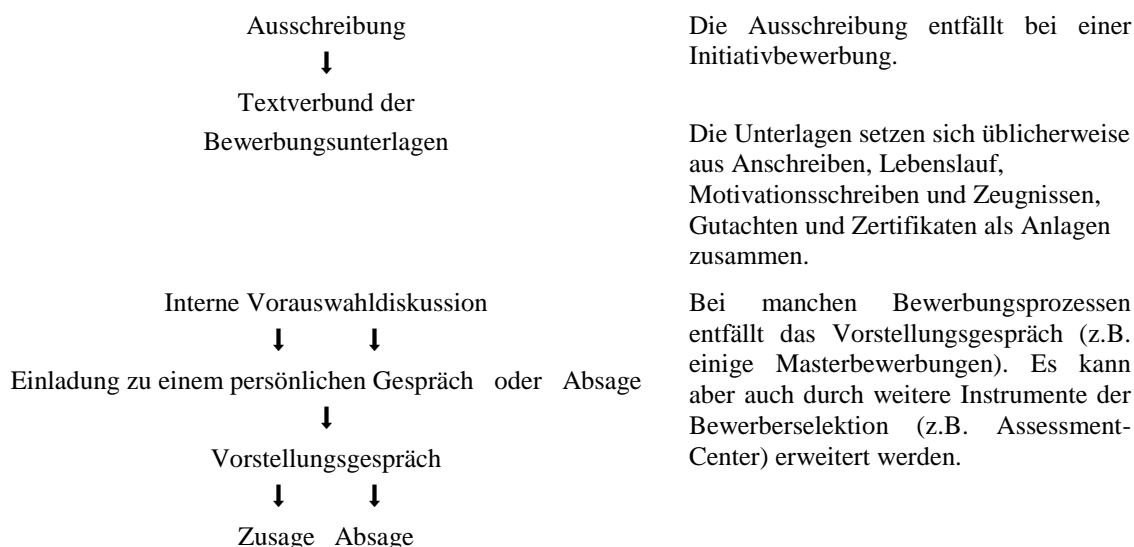 Ausschreibung
Textverbund der
Bewerbungsunterlagen
Interne Vorauswahldiskussion
Einladung zu einem persönlichen Gespräch oder Absage
Vorstellungsgespräch
Zusage Absage
Die Ausschreibung entfällt bei einer
Initiativbewerbung.
Die Unterlagen setzen sich üblicherweise
aus Anschreiben, Lebenslauf,
Motivationsschreiben und Zeugnissen,
Gutachten und Zertifikaten als Anlagen
zusammen.
Bei manchen Bewerbungsprozessen
entfällt das Vorstellungsgespräch (z.B.
einige Masterbewerbungen). Es kann
aber auch durch weitere Instrumente der
Bewerberselektion (z.B. Assessment-
Center) erweitert werden.